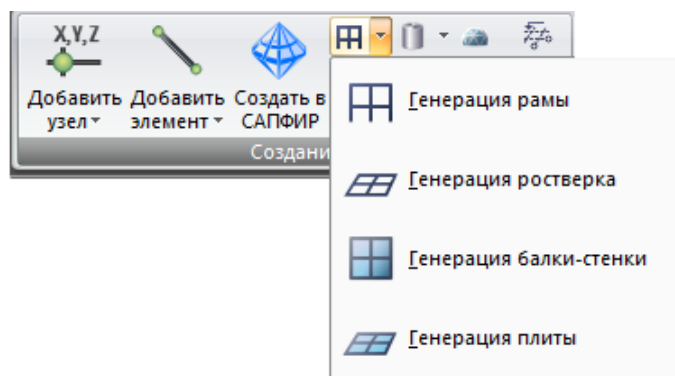 X,Y,Z
Добавить Добавить Создать в
узел элемент САПФИР
Создани
Генерация рамы
Генерация ростверка
Генерация балки-стенки
Генерация плиты